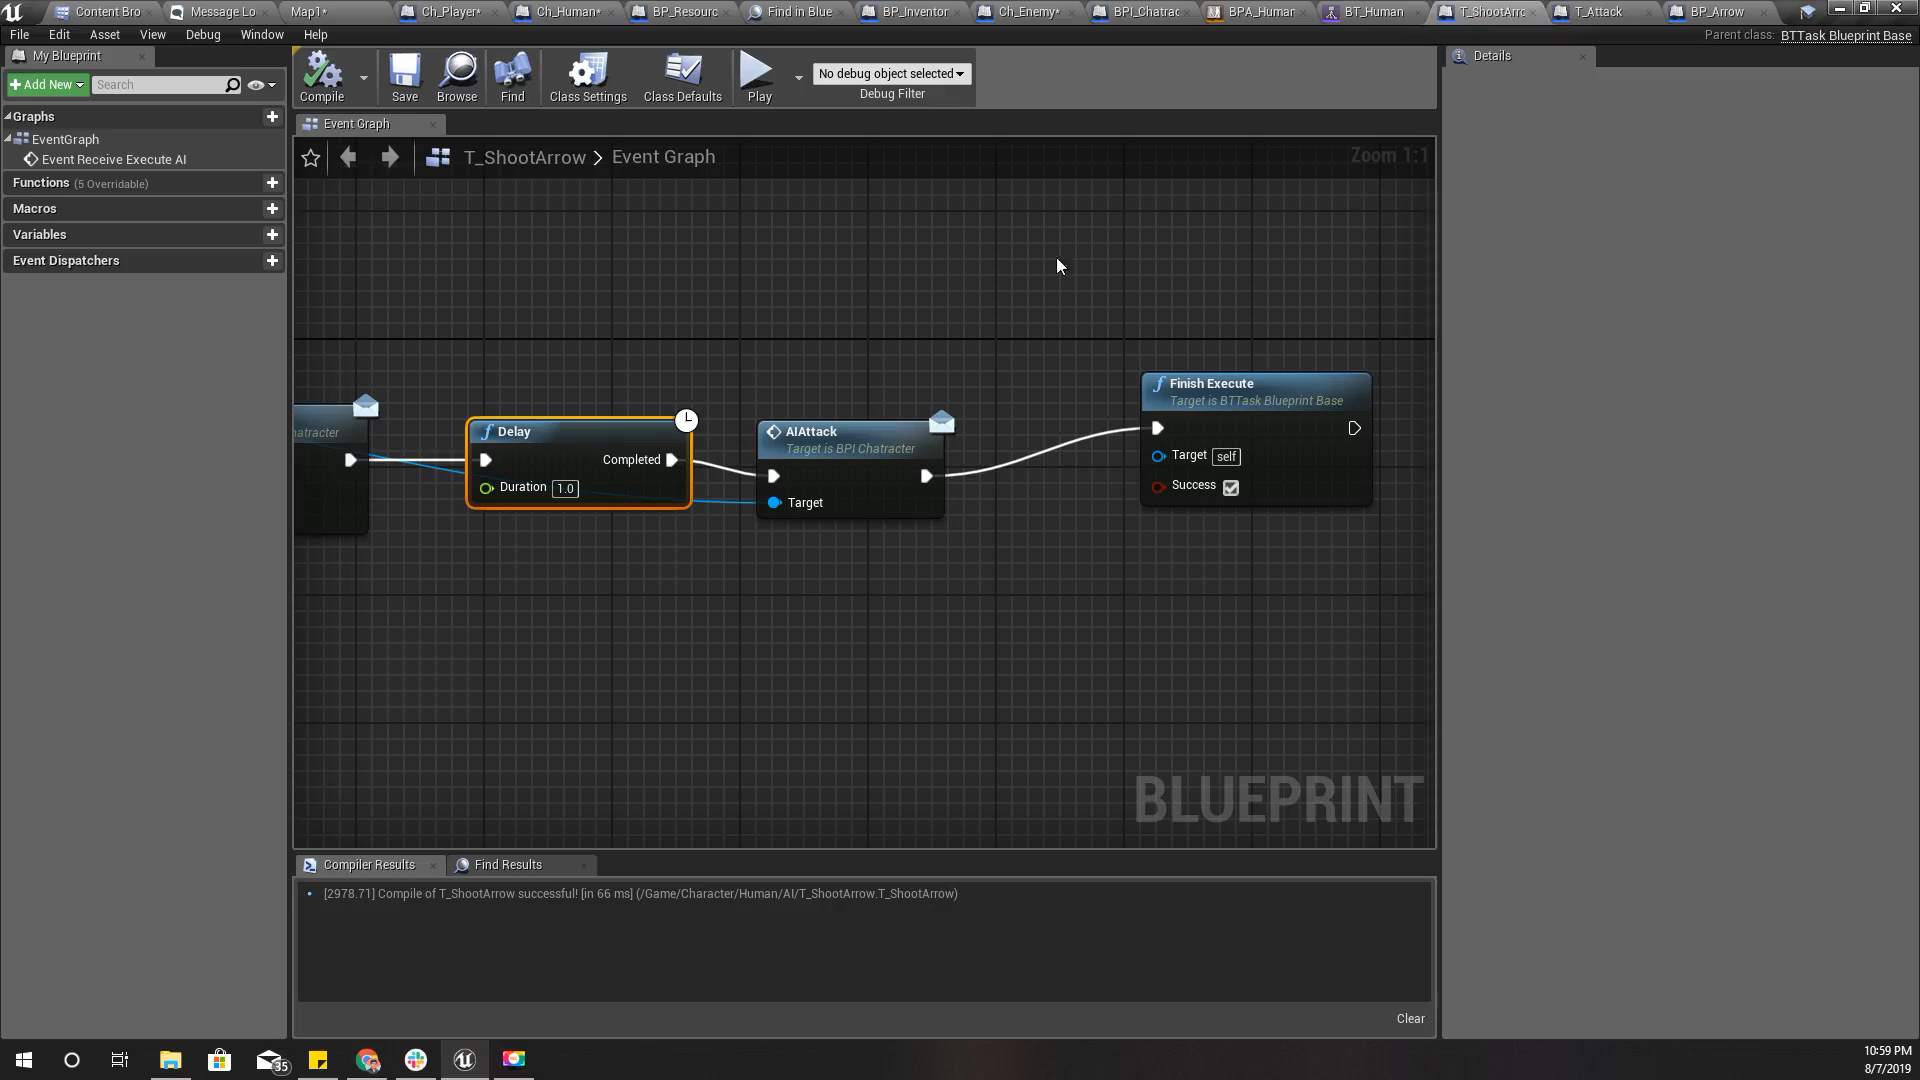 Content Bro
Message Lo
Map1*
Ch_Player*
Ch_Human*
BP_Resourc
Find in Blue
BP_Inventor
Ch_Enemy*
BPI_Chatrac
BPA_Human
BT_Human
T_ShootArrc
T_Attack
BP_Arrow
File Edit Asset View Debug Window Help
Parent class: BTTask Blueprint Base
My Blueprint
Add New
Search
Graphs
EventGraph
Event Receive Execute AI
Functions (5 Overridable)
Macros
Variables
Event Dispatchers
Compile
Save
Browse
Find
Class Settings
Class Defaults
Play
No debug object selected
Debug Filter
Event Graph
T_ShootArrow > Event Graph
Zoom 1:1
hatracter
Delay
Completed
Duration 1.0
AIAttack
Target is BPI Chatracter
Target
Finish Execute
Target is BTTask Blueprint Base
Target self
Success
BLUEPRINT
Compiler Results
Find Results
[2978.71] Compile of T_ShootArrow successful! [in 66 ms] (/Game/Character/Human/AI/T_ShootArrow.T_ShootArrow)
Clear
Details
35
10:59 PM
8/7/2019